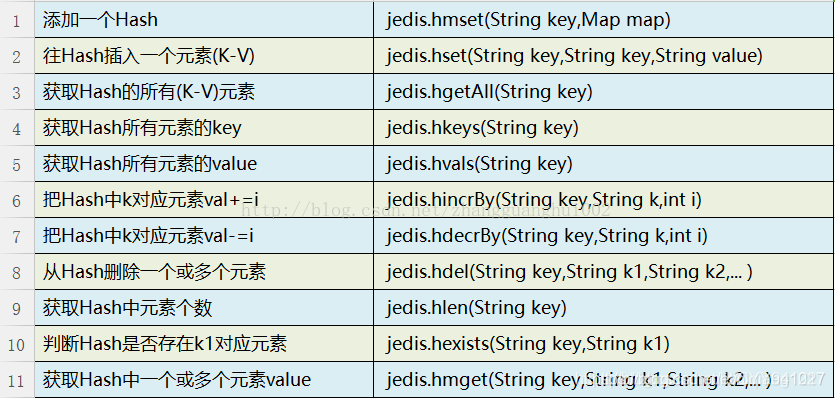 1 添加一个Hash jedis.hmset(String key,Map map)
2 往Hash插入一个元素(K-V) jedis.hset(String key,String key,String value)
3 获取Hash的所有(K-V)元素 jedis.hgetAll(String key)
4 获取Hash所有元素的key jedis.hkeys(String key)
5 获取Hash所有元素的value jedis.hvals(String key)
6 把Hash中k对应元素val+=i jedis.hincrBy(String key,String k,int i)
http://blog.csdn.net/zhangguanghui002
7 把Hash中k对应元素val-=i jedis.hdecrBy(String key,String k,int i)
8 从Hash删除一个或多个元素 jedis.hdel(String key,String k1,String k2,... )
9 获取Hash中元素个数 jedis.hlen(String key)
10 判断Hash是否存在k1对应元素 jedis.hexists(String key,String k1)
11 获取Hash中一个或多个元素value jedis.hmget(String key,String k1,String k2,... )